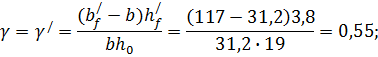 γ = γ′ = (b′f − b)h′f / bh0 = (117 − 31,2)3,8 / 31,2 · 19 = 0,55;